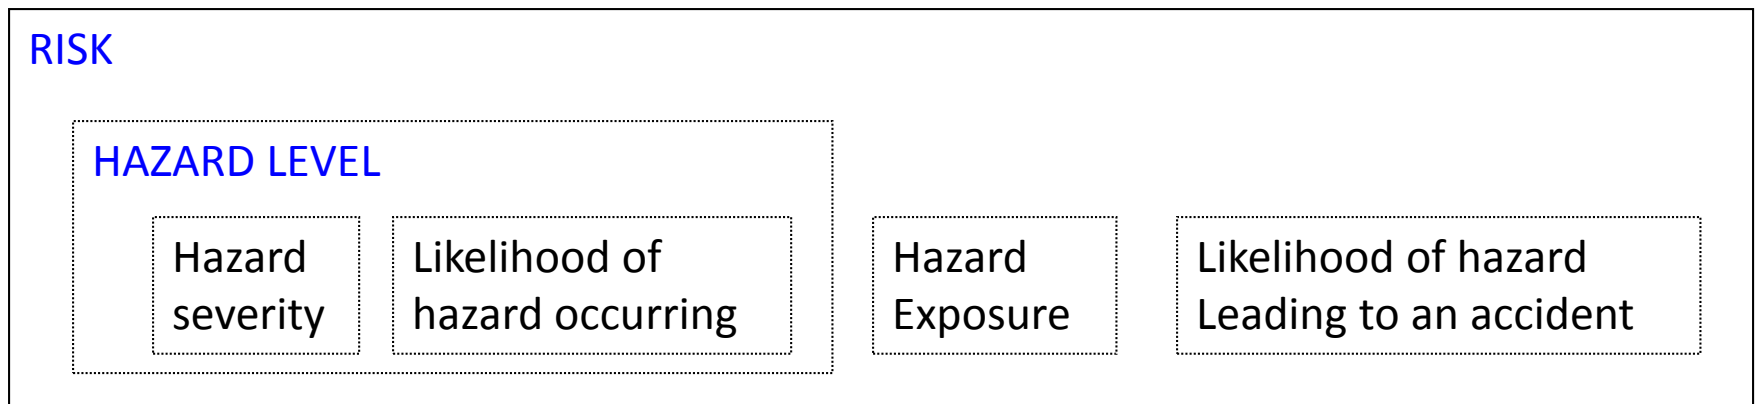 RISK
HAZARD LEVEL
Hazard
severity
Likelihood of
hazard occurring
Hazard
Exposure
Likelihood of hazard
Leading to an accident